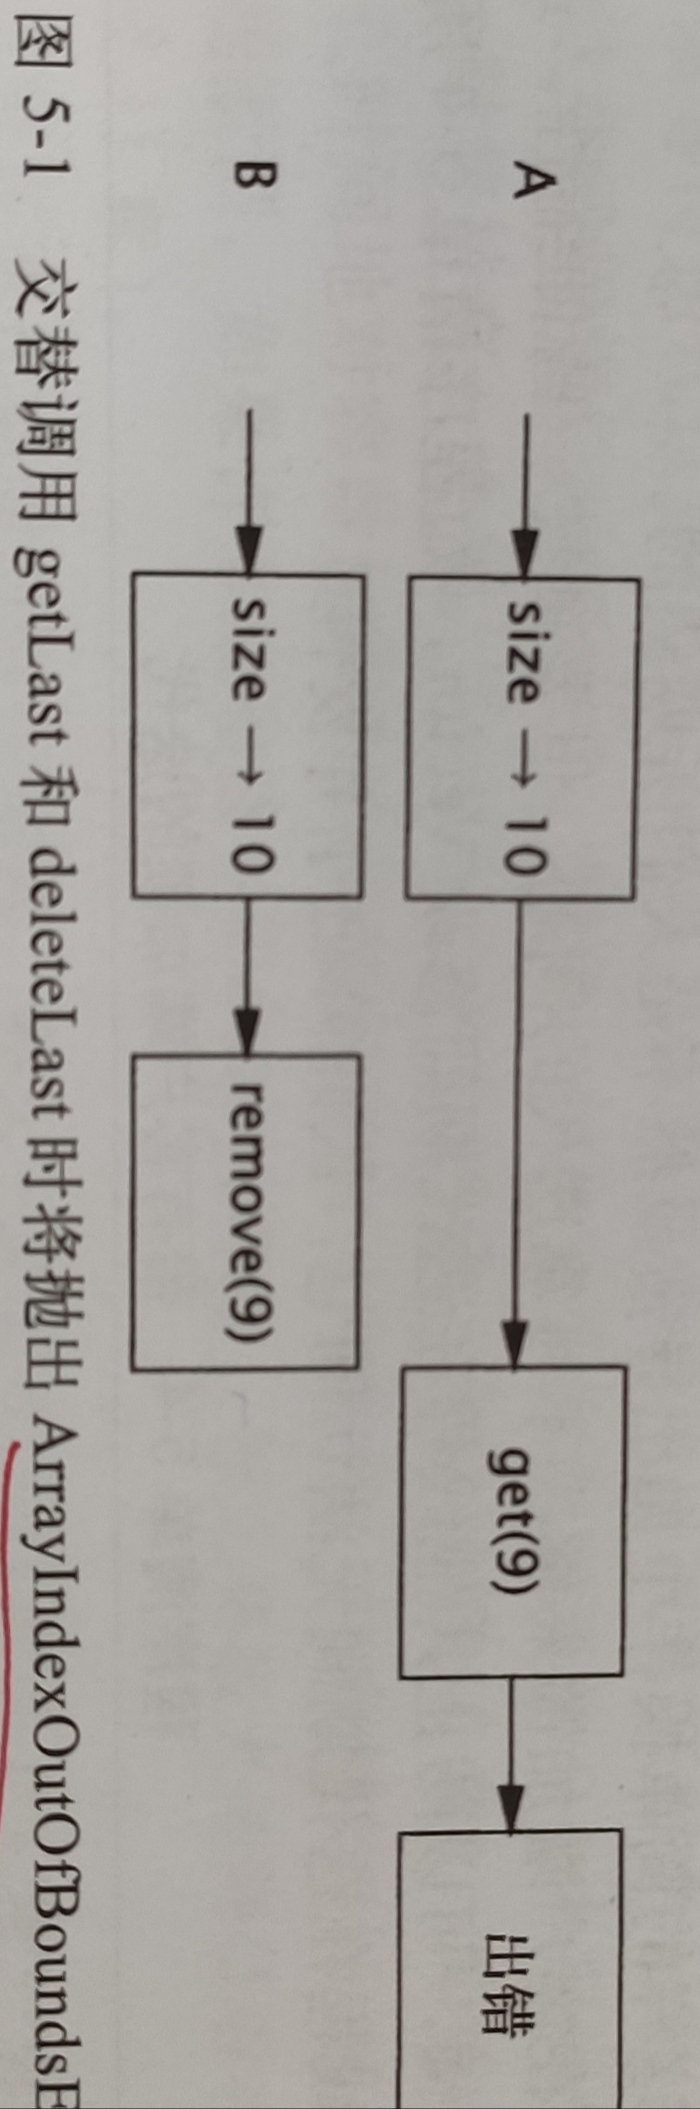 A size → 10 get(9) 出错
B size → 10 remove(9)
图 5-1 交替调用 getLast 和 deleteLast 时将抛出 ArrayIndexOutOfBoundsE